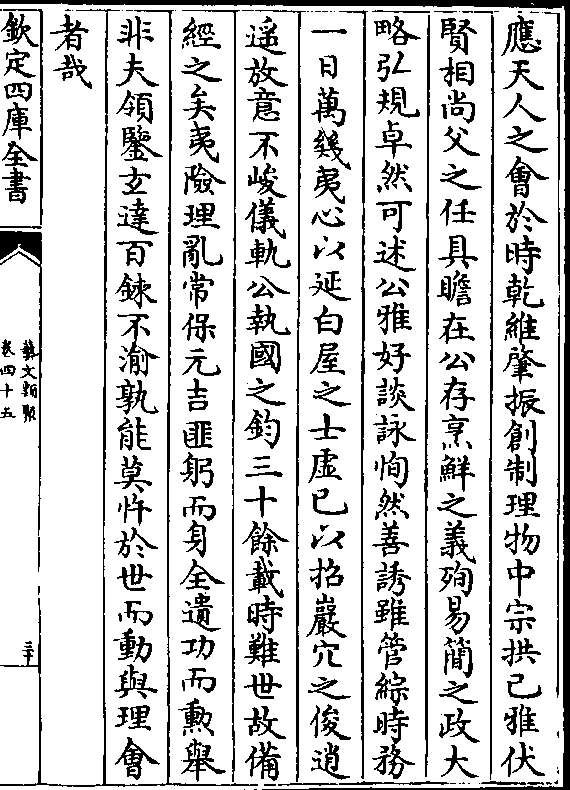 應天人之會於時乾維肇振創制理物中宗拱己雅伏
賢相尚父之任具瞻在公存烹鮮之義殉易簡之政大
略弘規卓然可述公雅好談詠恂然善誘雖管綜時務
一日萬幾夷心以延白屋之士虛已以招巖穴之俊逍
遥放意不峻儀軌公執國之鈞三十餘載時難世故備
經之矣夷險理亂常保元吉匪躬而身全遺功而勲舉
非夫領鑒玄達百鍊不渝孰能莫忤於世而動與理會
者哉
欽定四庫全書
藝文類聚
卷四十五
二十